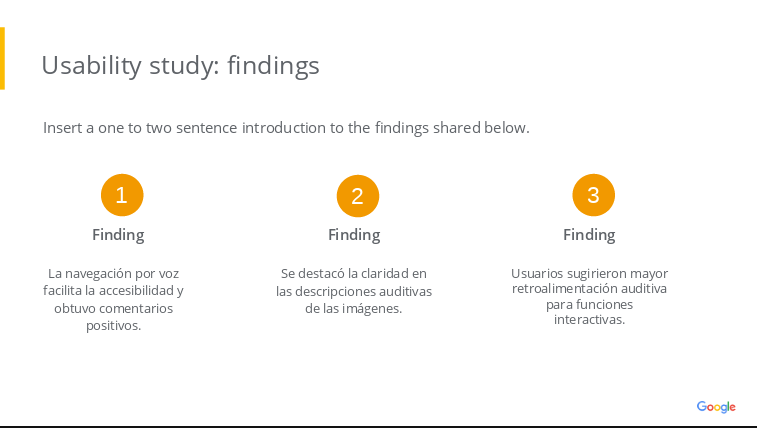 Usability study: findings
Insert a one to two sentence introduction to the findings shared below.
1
Finding
La navegación por voz
facilita la accesibilidad y
obtuvo comentarios
positivos.
2
Finding
Se destacó la claridad en
las descripciones auditivas
de las imágenes.
3
Finding
Usuarios sugirieron mayor
retroalimentación auditiva
para funciones
interactivas.
Google